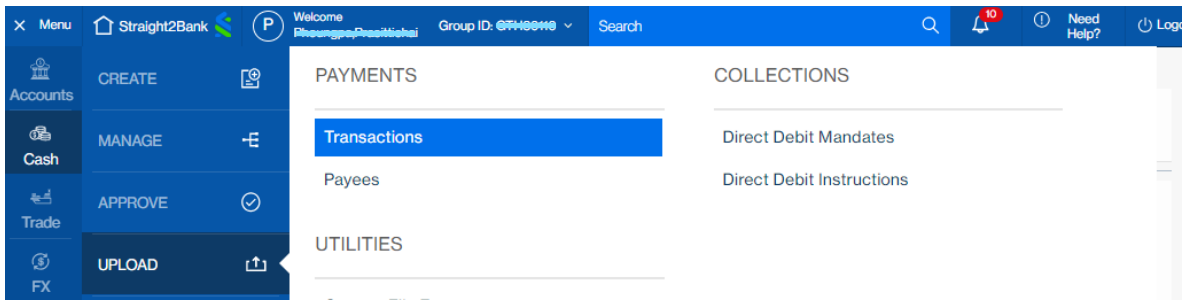 Menu
Straight2Bank
P
Welcome
Group ID:
Search
10
Need
Help?
Accounts
Cash
Trade
FX
CREATE
MANAGE
APPROVE
UPLOAD
PAYMENTS
Transactions
Payees
UTILITIES
COLLECTIONS
Direct Debit Mandates
Direct Debit Instructions